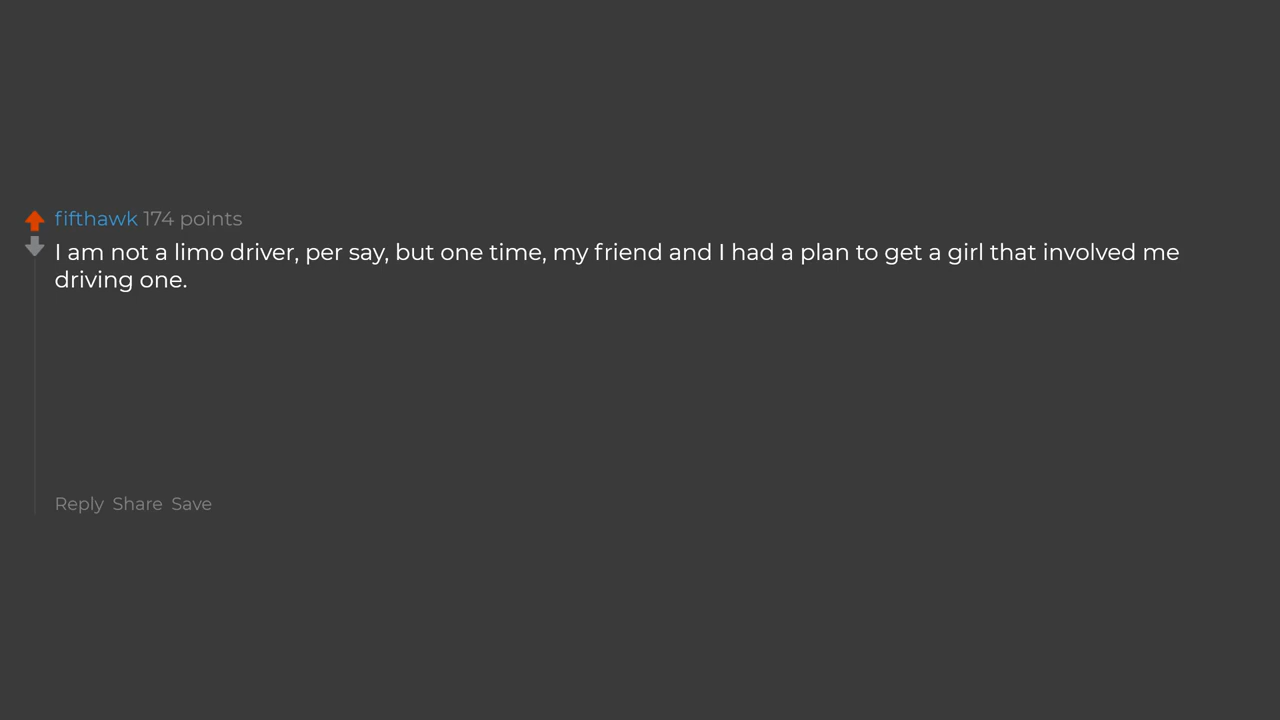 fifthawk 174 points
I am not a limo driver, per say, but one time, my friend and I had a plan to get a girl that involved me
driving one.
Reply Share Save